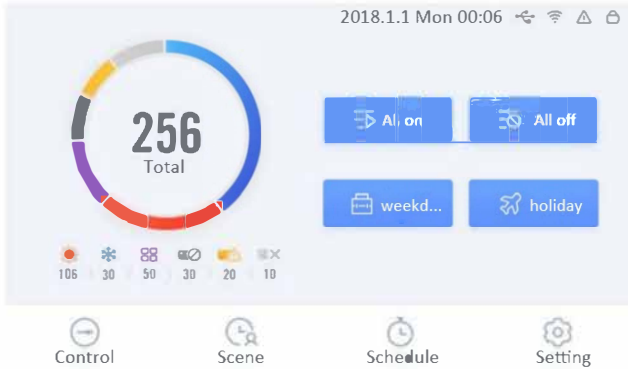 2018.1.1 Mon 00:06
256
Total
All on
All off
weekd...
holiday
106 30 50 30 20 10
Control Scene Schedule Setting